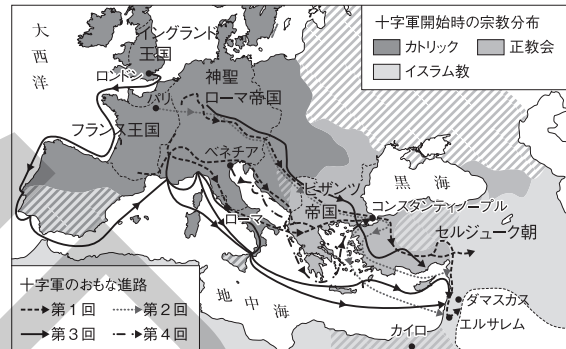 十字軍開始時の宗教分布
カトリック
正教会
イスラム教
大西洋
イングランド
王国
ロンドン
神聖
ローマ帝国
パリ
フランス王国
ベネチア
ローマ
ビザンツ
帝国
黒海
コンスタンティノープル
セルジューク朝
地中海
ダマスカス
エルサレム
カイロ
十字軍のおもな進路
第1回
第2回
第3回
第4回